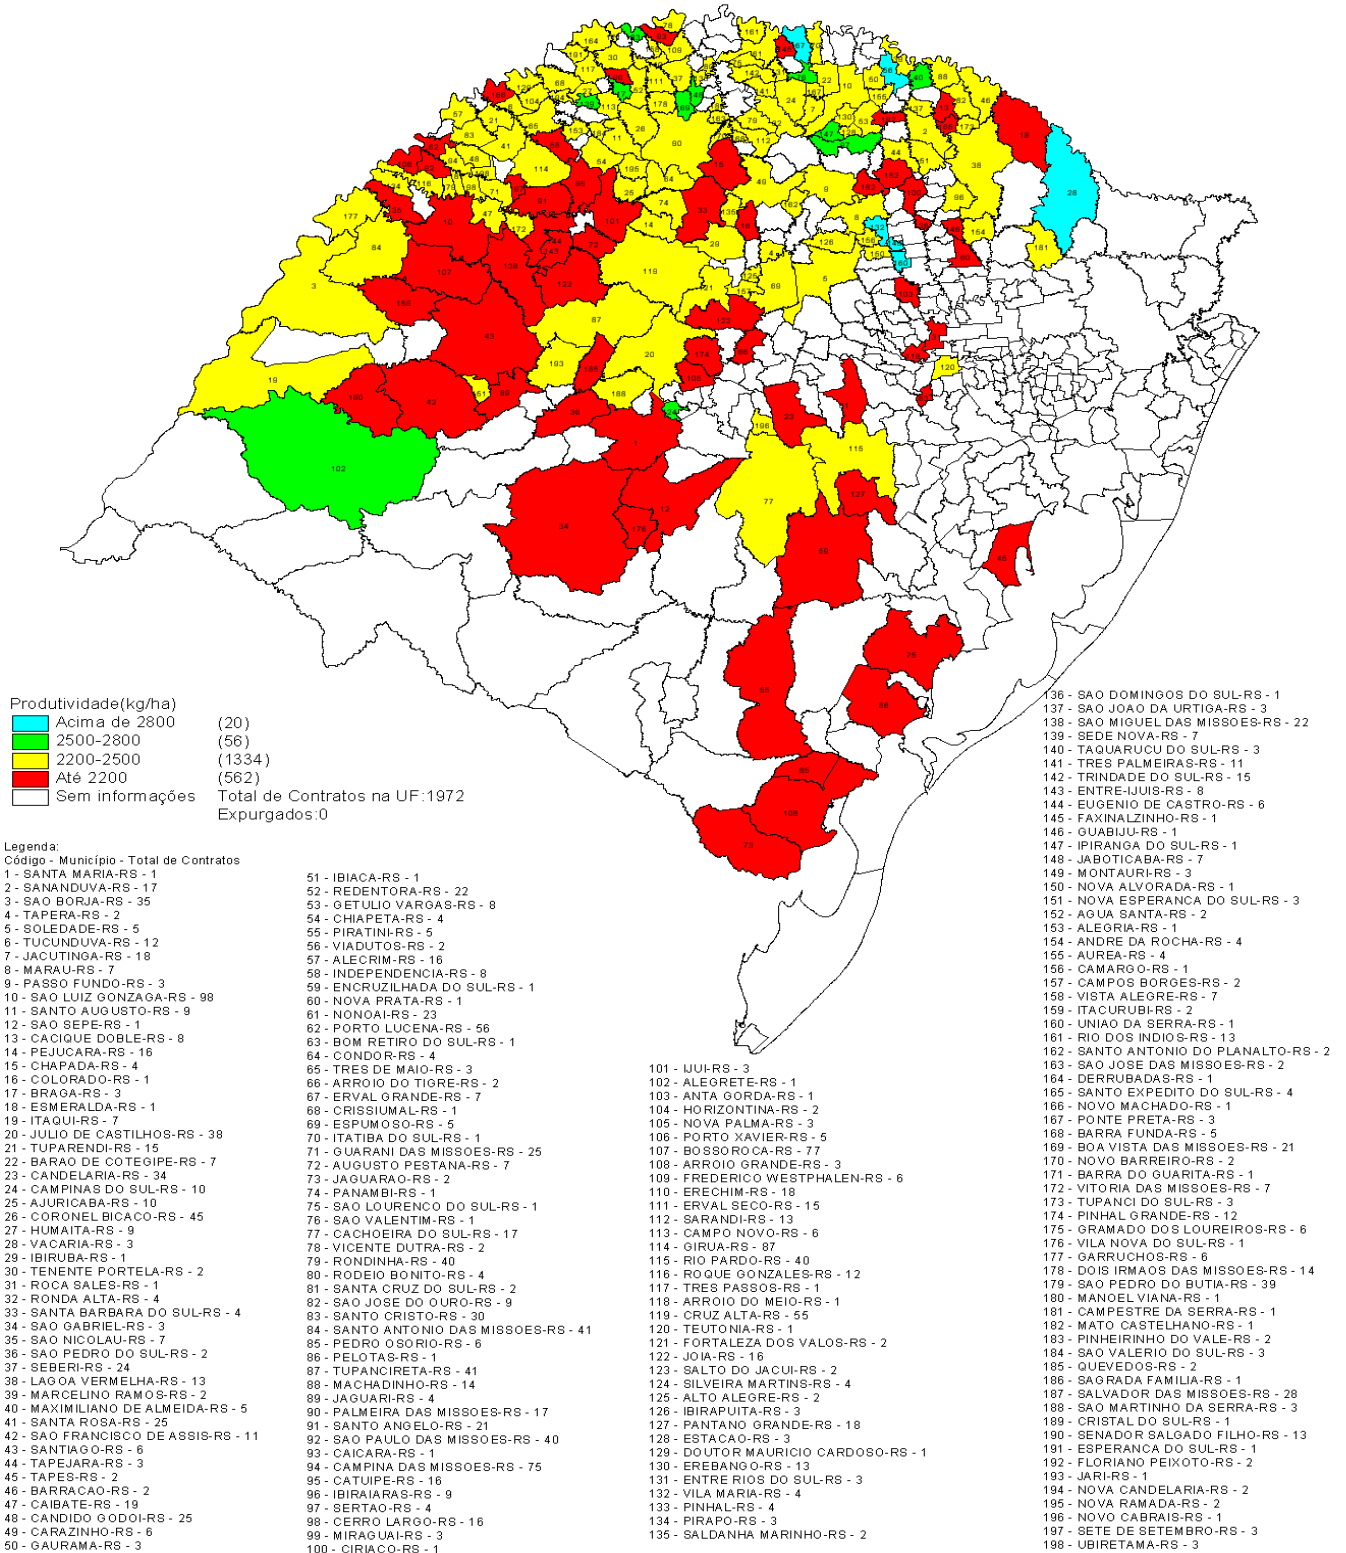 Produtividade(kg/ha)
Acima de 2800 (20)
2500-2800 (56)
2200-2500 (1334)
Até 2200 (562)
Sem informações Total de Contratos na UF:1972
Expurgados:0
Legenda:
Código - Município - Total de Contratos
1 - SANTA MARIA-RS - 1
2 - SANANDUVA-RS - 17
3 - SAO BORJA-RS - 35
4 - TAPERA-RS - 2
5 - SOLEDADE-RS - 5
6 - TUCUNDUVA-RS - 12
7 - JACUTINGA-RS - 18
8 - MARAU-RS - 7
9 - PASSO FUNDO-RS - 3
10 - SAO LUIZ GONZAGA-RS - 98
11 - SANTO AUGUSTO-RS - 9
12 - SAO SEPE-RS - 1
13 - CACIQUE DOBLE-RS - 8
14 - PEJUCARA-RS - 16
15 - CHAPADA-RS - 4
16 - COLORADO-RS - 1
17 - BRAGA-RS - 3
18 - ESMERALDA-RS - 1
19 - ITAQUI-RS - 7
20 - JULIO DE CASTILHOS-RS - 38
21 - TUPARENDI-RS - 15
22 - BARAO DE COTEGIPE-RS - 7
23 - CANDELARIA-RS - 34
24 - CAMPINAS DO SUL-RS - 10
25 - AJURICABA-RS - 10
26 - CORONEL BICACO-RS - 45
27 - HUMAITA-RS - 9
28 - VACARIA-RS - 3
29 - IBIRUBA-RS - 1
30 - TENENTE PORTELA-RS - 2
31 - ROCA SALES-RS - 1
32 - RONDA ALTA-RS - 4
33 - SANTA BARBARA DO SUL-RS - 4
34 - SAO GABRIEL-RS - 3
35 - SAO NICOLAU-RS - 7
36 - SAO PEDRO DO SUL-RS - 2
37 - SEBERI-RS - 24
38 - LAGOA VERMELHA-RS - 13
39 - MARCELINO RAMOS-RS - 2
40 - MAXIMILIANO DE ALMEIDA-RS - 5
41 - SANTA ROSA-RS - 25
42 - SAO FRANCISCO DE ASSIS-RS - 11
43 - SANTIAGO-RS - 6
44 - TAPEJARA-RS - 3
45 - TAPES-RS - 2
46 - BARRACAO-RS - 2
47 - CAIBATE-RS - 19
48 - CANDIDO GODOI-RS - 25
49 - CARAZINHO-RS - 6
50 - GAURAMA-RS - 3
51 - IBIACA-RS - 1
52 - REDENTORA-RS - 22
53 - GETULIO VARGAS-RS - 8
54 - CHIAPETA-RS - 4
55 - PIRATINI-RS - 5
56 - VIADUTOS-RS - 2
57 - ALECRIM-RS - 16
58 - INDEPENDENCIA-RS - 8
59 - ENCRUZILHADA DO SUL-RS - 1
60 - NOVA PRATA-RS - 1
61 - NONOAI-RS - 23
62 - PORTO LUCENA-RS - 56
63 - BOM RETIRO DO SUL-RS - 1
64 - CONDOR-RS - 4
65 - TRES DE MAIO-RS - 3
66 - ARROIO DO TIGRE-RS - 2
67 - ERVAL GRANDE-RS - 7
68 - CRISSIUMAL-RS - 1
69 - ESPUMOSO-RS - 5
70 - ITATIBA DO SUL-RS - 1
71 - GUARANI DAS MISSOES-RS - 25
72 - AUGUSTO PESTANA-RS - 7
73 - JAGUARAO-RS - 2
74 - PANAMBI-RS - 1
75 - SAO LOURENCO DO SUL-RS - 1
76 - SAO VALENTIM-RS - 1
77 - CACHOEIRA DO SUL-RS - 17
78 - VICENTE DUTRA-RS - 2
79 - RONDINHA-RS - 40
80 - RODEIO BONITO-RS - 4
81 - SANTA CRUZ DO SUL-RS - 2
82 - SAO JOSE DO OURO-RS - 9
83 - SANTO CRISTO-RS - 30
84 - SANTO ANTONIO DAS MISSOES-RS - 41
85 - PEDRO OSORIO-RS - 6
86 - PELOTAS-RS - 1
87 - TUPANCIRETA-RS - 41
88 - MACHADINHO-RS - 14
89 - JAGUARI-RS - 4
90 - PALMEIRA DAS MISSOES-RS - 17
91 - SANTO ANGELO-RS - 21
92 - SAO PAULO DAS MISSOES-RS - 40
93 - CAICARA-RS - 1
94 - CAMPINA DAS MISSOES-RS - 75
95 - CATUIPE-RS - 16
96 - IBIRAIARAS-RS - 9
97 - SERTAO-RS - 4
98 - CERRO LARGO-RS - 16
99 - MIRAGUAI-RS - 3
100 - CIRIACO-RS - 1
101 - IJUI-RS - 3
102 - ALEGRETE-RS - 1
103 - ANTA GORDA-RS - 1
104 - HORIZONTINA-RS - 2
105 - NOVA PALMA-RS - 3
106 - PORTO XAVIER-RS - 5
107 - BOSSOROCA-RS - 77
108 - ARROIO GRANDE-RS - 3
109 - FREDERICO WESTPHALEN-RS - 6
110 - ERECHIM-RS - 18
111 - ERVAL SECO-RS - 15
112 - SARANDI-RS - 13
113 - CAMPO NOVO-RS - 6
114 - GIRUA-RS - 87
115 - RIO PARDO-RS - 40
116 - ROQUE GONZALES-RS - 12
117 - TRES PASSOS-RS - 1
118 - ARROIO DO MEIO-RS - 1
119 - CRUZ ALTA-RS - 55
120 - TEUTONIA-RS - 1
121 - FORTALEZA DOS VALOS-RS - 2
122 - JOIA-RS - 16
123 - SALTO DO JACUI-RS - 2
124 - SILVEIRA MARTINS-RS - 4
125 - ALTO ALEGRE-RS - 2
126 - IBIRAPUITA-RS - 3
127 - PANTANO GRANDE-RS - 18
128 - ESTACAO-RS - 3
129 - DOUTOR MAURICIO CARDOSO-RS - 1
130 - EREBANGO-RS - 13
131 - ENTRE RIOS DO SUL-RS - 3
132 - VILA MARIA-RS - 4
133 - PINHAL-RS - 4
134 - PIRAPO-RS - 3
135 - SALDANHA MARINHO-RS - 2
136 - SAO DOMINGOS DO SUL-RS - 1
137 - SAO JOAO DA URTIGA-RS - 3
138 - SAO MIGUEL DAS MISSOES-RS - 22
139 - SEDE NOVA-RS - 7
140 - TAQUARUCU DO SUL-RS - 3
141 - TRES PALMEIRAS-RS - 11
142 - TRINDADE DO SUL-RS - 15
143 - ENTRE-IJUIS-RS - 8
144 - EUGENIO DE CASTRO-RS - 6
145 - FAXINALZINHO-RS - 1
146 - GUABIJU-RS - 1
147 - IPIRANGA DO SUL-RS - 1
148 - JABOTICABA-RS - 7
149 - MONTAURI-RS - 3
150 - NOVA ALVORADA-RS - 1
151 - NOVA ESPERANCA DO SUL-RS - 3
152 - AGUA SANTA-RS - 2
153 - ALEGRIA-RS - 1
154 - ANDRE DA ROCHA-RS - 4
155 - AUREA-RS - 4
156 - CAMARGO-RS - 1
157 - CAMPOS BORGES-RS - 2
158 - VISTA ALEGRE-RS - 7
159 - ITACURUBI-RS - 2
160 - UNIAO DA SERRA-RS - 1
161 - RIO DOS INDIOS-RS - 13
162 - SANTO ANTONIO DO PLANALTO-RS - 2
163 - SAO JOSE DAS MISSOES-RS - 2
164 - DERRUBADAS-RS - 1
165 - SANTO EXPEDITO DO SUL-RS - 4
166 - NOVO MACHADO-RS - 1
167 - PONTE PRETA-RS - 3
168 - BARRA FUNDA-RS - 5
169 - BOA VISTA DAS MISSOES-RS - 21
170 - NOVO BARREIRO-RS - 2
171 - BARRA DO GUARITA-RS - 1
172 - VITORIA DAS MISSOES-RS - 7
173 - TUPANCI DO SUL-RS - 3
174 - PINHAL GRANDE-RS - 12
175 - GRAMADO DOS LOUREIROS-RS - 6
176 - VILA NOVA DO SUL-RS - 1
177 - GARRUCHOS-RS - 6
178 - DOIS IRMAOS DAS MISSOES-RS - 14
179 - SAO PEDRO DO BUTIA-RS - 39
180 - MANOEL VIANA-RS - 1
181 - CAMPESTRE DA SERRA-RS - 1
182 - MATO CASTELHANO-RS - 1
183 - PINHEIRINHO DO VALE-RS - 2
184 - SAO VALERIO DO SUL-RS - 3
185 - QUEVEDOS-RS - 2
186 - SAGRADA FAMILIA-RS - 1
187 - SALVADOR DAS MISSOES-RS - 28
188 - SAO MARTINHO DA SERRA-RS - 3
189 - CRISTAL DO SUL-RS - 1
190 - SENADOR SALGADO FILHO-RS - 13
191 - ESPERANCA DO SUL-RS - 1
192 - FLORIANO PEIXOTO-RS - 2
193 - JARI-RS - 1
194 - NOVA CANDELARIA-RS - 2
195 - NOVA RAMADA-RS - 2
196 - NOVO CABRAIS-RS - 1
197 - SETE DE SETEMBRO-RS - 3
198 - UBIRETAMA-RS - 3